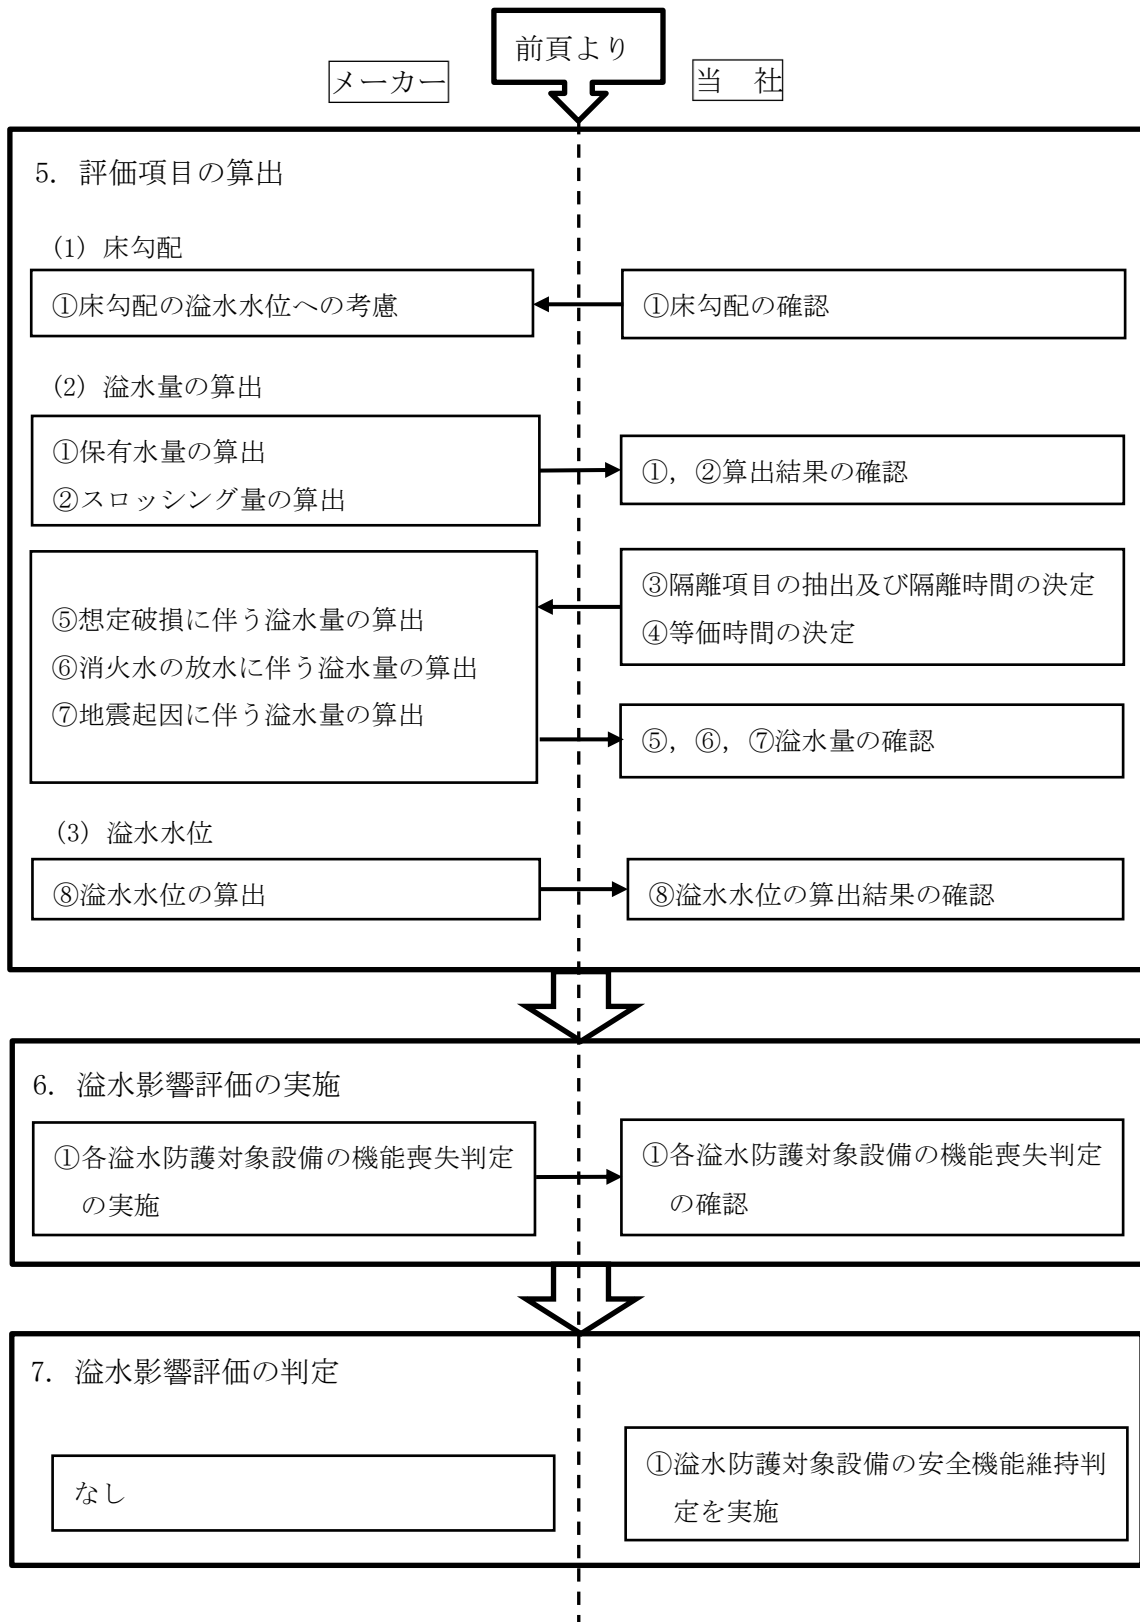 前頁より
メーカー
当　社
5. 評価項目の算出
(1) 床勾配
①床勾配の溢水水位への考慮
①床勾配の確認
(2) 溢水量の算出
①保有水量の算出
②スロッシング量の算出
①，②算出結果の確認
③隔離項目の抽出及び隔離時間の決定
④等価時間の決定
⑤想定破損に伴う溢水量の算出
⑥消火水の放水に伴う溢水量の算出
⑦地震起因に伴う溢水量の算出
⑤，⑥，⑦溢水量の確認
(3) 溢水水位
⑧溢水水位の算出
⑧溢水水位の算出結果の確認
6. 溢水影響評価の実施
①各溢水防護対象設備の機能喪失判定
の実施
①各溢水防護対象設備の機能喪失判定
の確認
7. 溢水影響評価の判定
なし
①溢水防護対象設備の安全機能維持判
定を実施